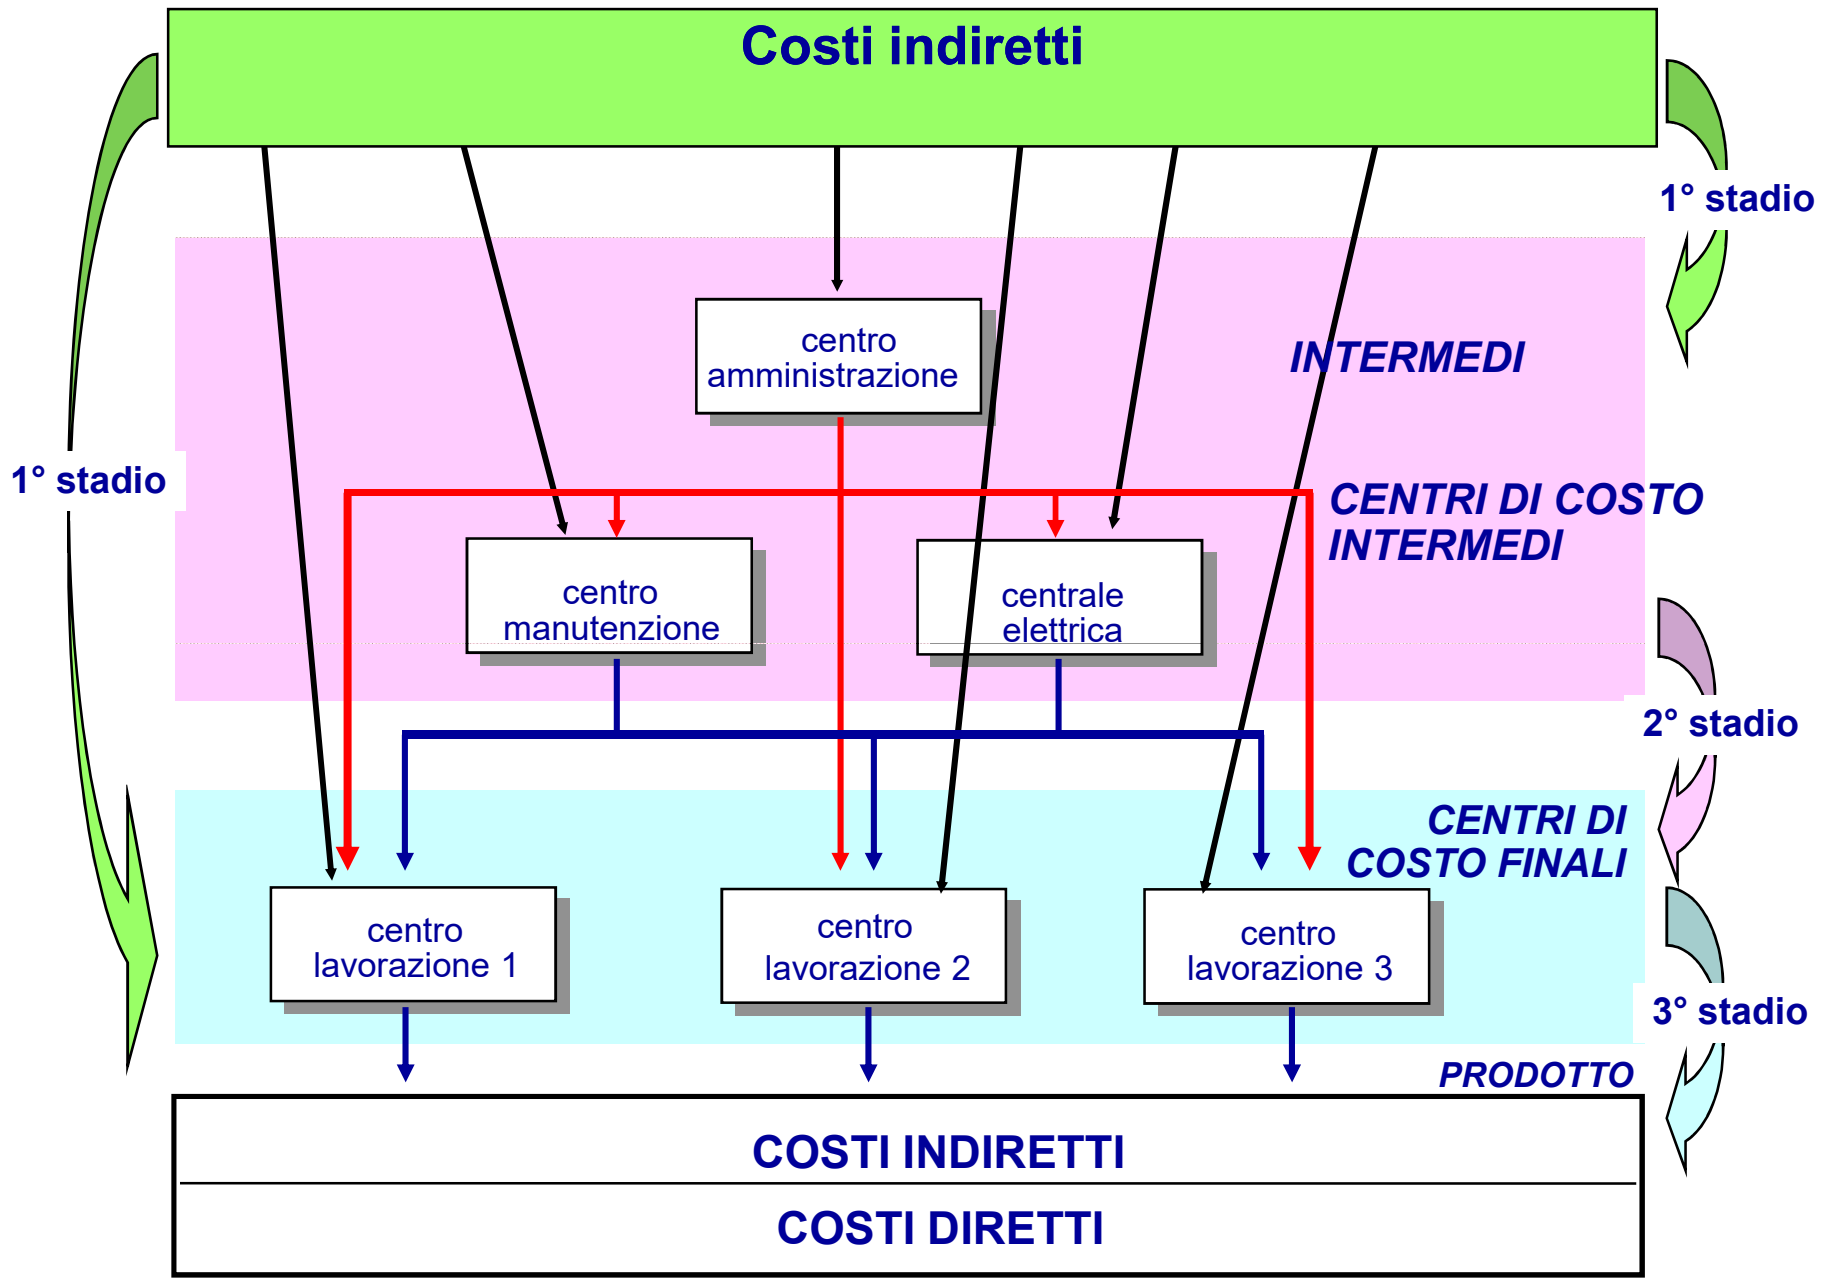 Costi indiretti
1° stadio
centro
amministrazione
INTERMEDI
1° stadio
CENTRI DI COSTO
INTERMEDI
centro
manutenzione
centrale
elettrica
2° stadio
CENTRI DI
COSTO FINALI
centro
lavorazione 1
centro
lavorazione 2
centro
lavorazione 3
3° stadio
PRODOTTO
COSTI INDIRETTI
COSTI DIRETTI